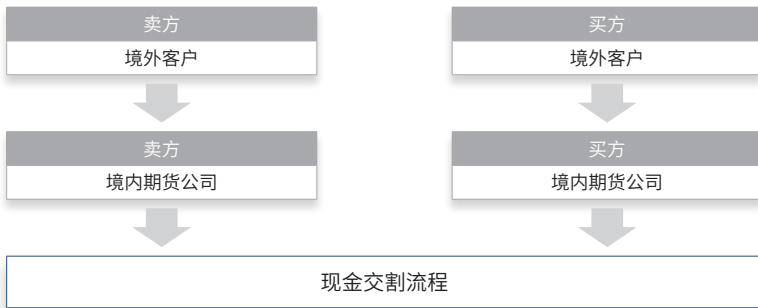 卖方
境外客户
买方
境外客户
卖方
境内期货公司
买方
境内期货公司
现金交割流程